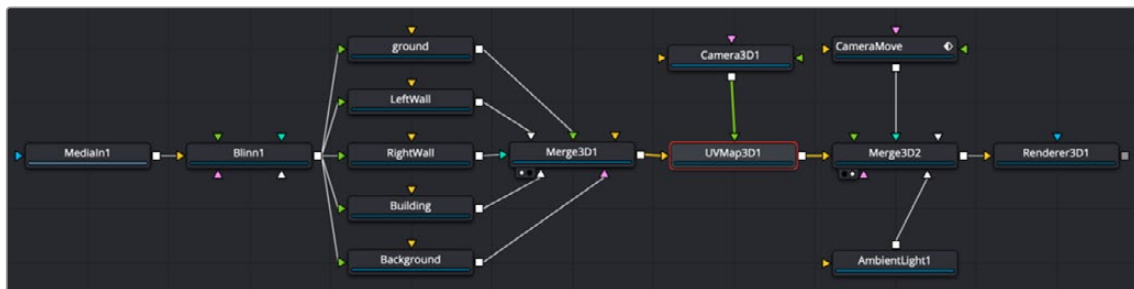 ground
Camera3D1
CameraMove
LeftWall
MediaIn1
Blinn1
RightWall
Merge3D1
UVMap3D1
Merge3D2
Renderer3D1
Building
Background
AmbientLight1